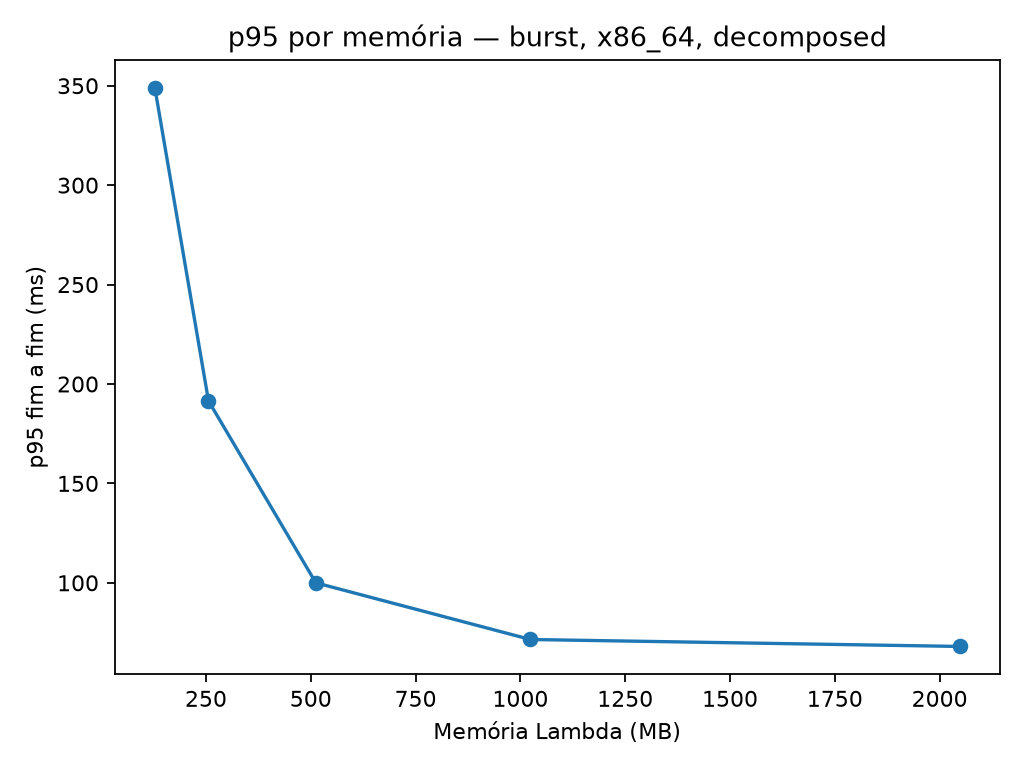 p95 por memória — burst, x86_64, decomposed
350
300
250
200
150
100
p95 fim a fim (ms)
250 500 750 1000 1250 1500 1750 2000
Memória Lambda (MB)